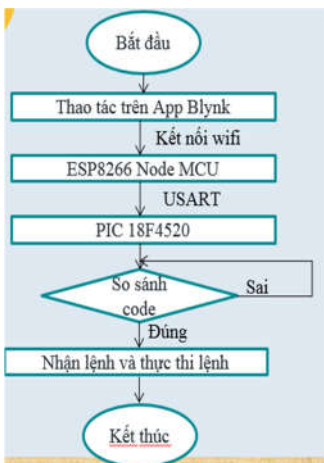 Bắt đầu
Thao tác trên App Blynk
Kết nối wifi
ESP8266 Node MCU
USART
PIC 18F4520
So sánh
code
Sai
Đúng
Nhận lệnh và thực thi lệnh
Kết thúc